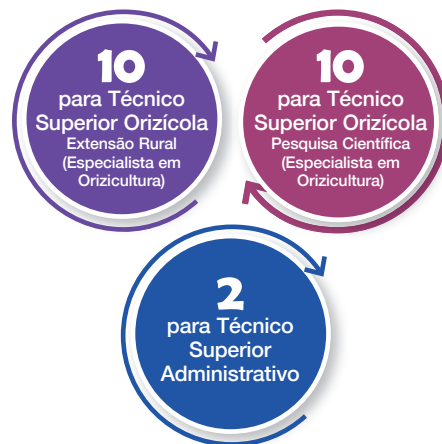 10
para Técnico
Superior Orizícola
Extensão Rural
(Especialista em
Orizicultura)
10
para Técnico
Superior Orizícola
Pesquisa Científica
(Especialista em
Orizicultura)
2
para Técnico
Superior
Administrativo